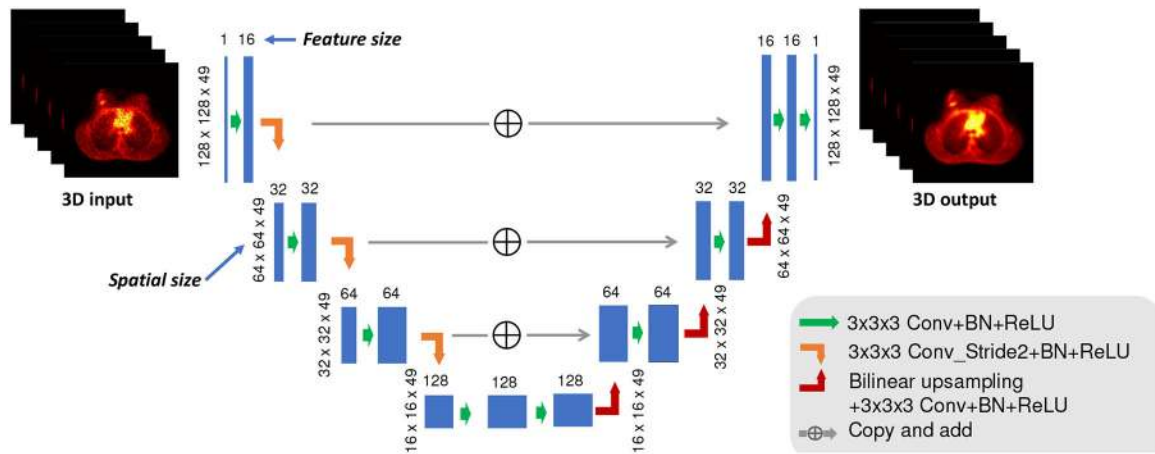 1 16 Feature size
128 x 128 x 49
3D input
16 16 1
128 x 128 x 49
3D output
32 32
64 x 64 x 49
Spatial size
32 32
64 x 64 x 49
64 64
32 x 32 x 49
64 64
32 x 32 x 49
128 128 128
16 x 16 x 49
16 x 16 x 49
3x3x3 Conv+BN+ReLU
3x3x3 Conv_Stride2+BN+ReLU
Bilinear upsampling
+3x3x3 Conv+BN+ReLU
Copy and add